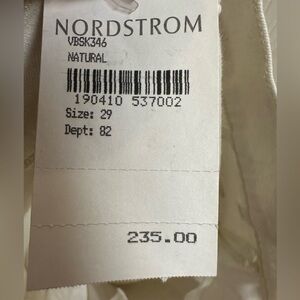 NORDSTROM
VBSK346
NATURAL
190410 537002
Size: 29
Dept: 82
235.00